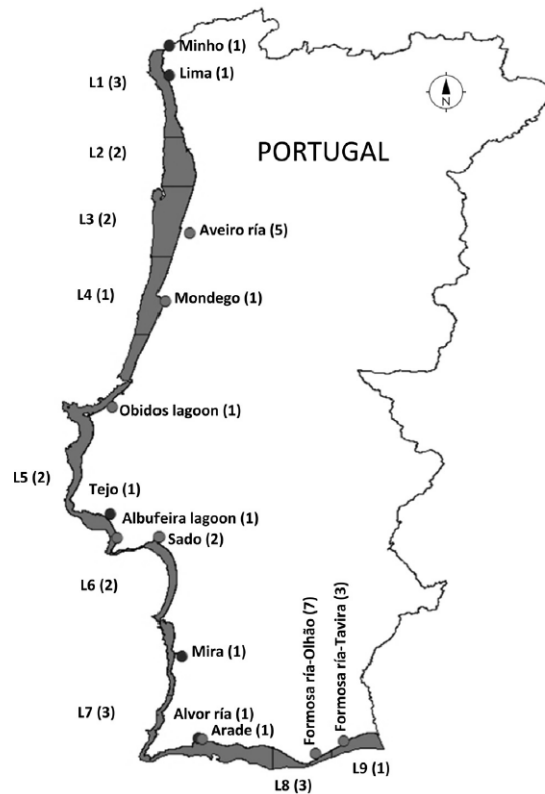 Minho (1)
L1 (3)
Lima (1)
N
L2 (2)
PORTUGAL
L3 (2)
Aveiro ría (5)
L4 (1)
Mondego (1)
Obidos lagoon (1)
L5 (2)
Tejo (1)
Albufeira lagoon (1)
Sado (2)
L6 (2)
Mira (1)
Formosa ría-Olhão (7)
Formosa ría-Tavira (3)
L7 (3)
Alvor ría (1)
Arade (1)
L8 (3)
L9 (1)